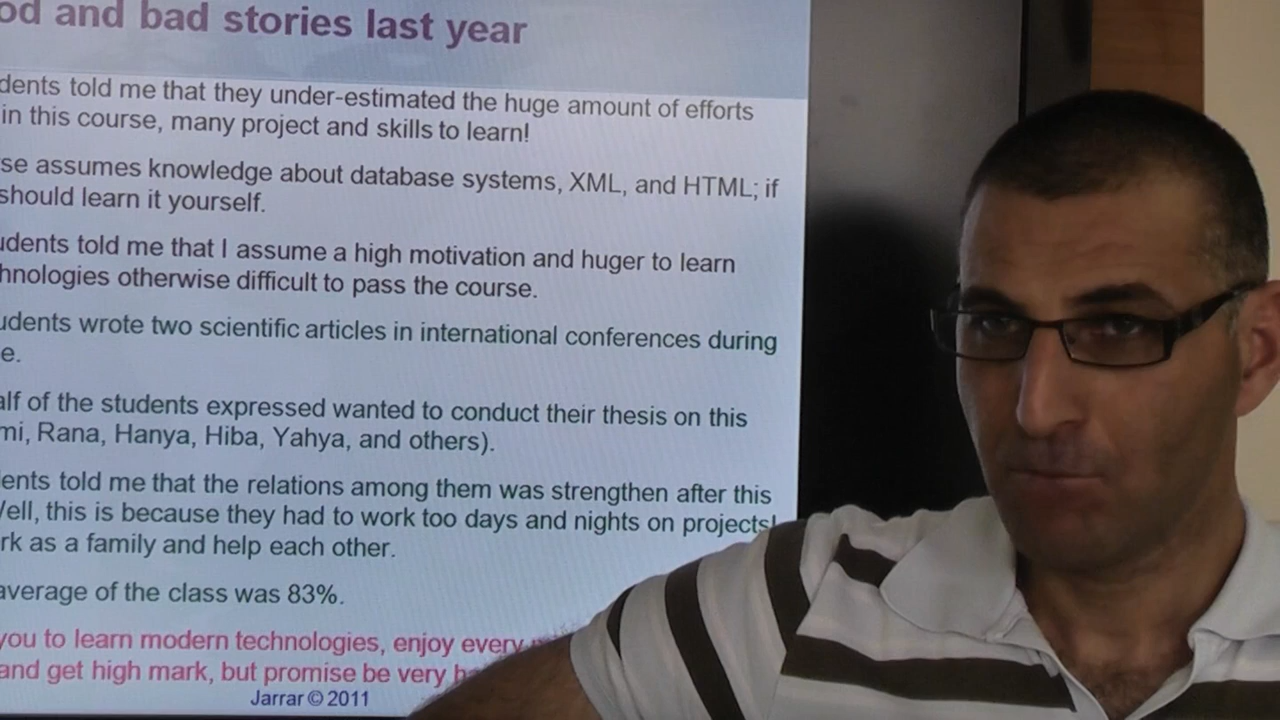 od and bad stories last year
dents told me that they under-estimated the huge amount of efforts
in this course, many project and skills to learn!
se assumes knowledge about database systems, XML, and HTML; if
should learn it yourself.
udents told me that I assume a high motivation and huger to learn
hnologies otherwise difficult to pass the course.
udents wrote two scientific articles in international conferences during
e.
alf of the students expressed wanted to conduct their thesis on this
mi, Rana, Hanya, Hiba, Yahya, and others).
ents told me that the relations among them was strengthen after this
Well, this is because they had to work too days and nights on projects!
rk as a family and help each other.
average of the class was 83%.
you to learn modern technologies, enjoy every
and get high mark, but promise be very
Jarrar © 2011